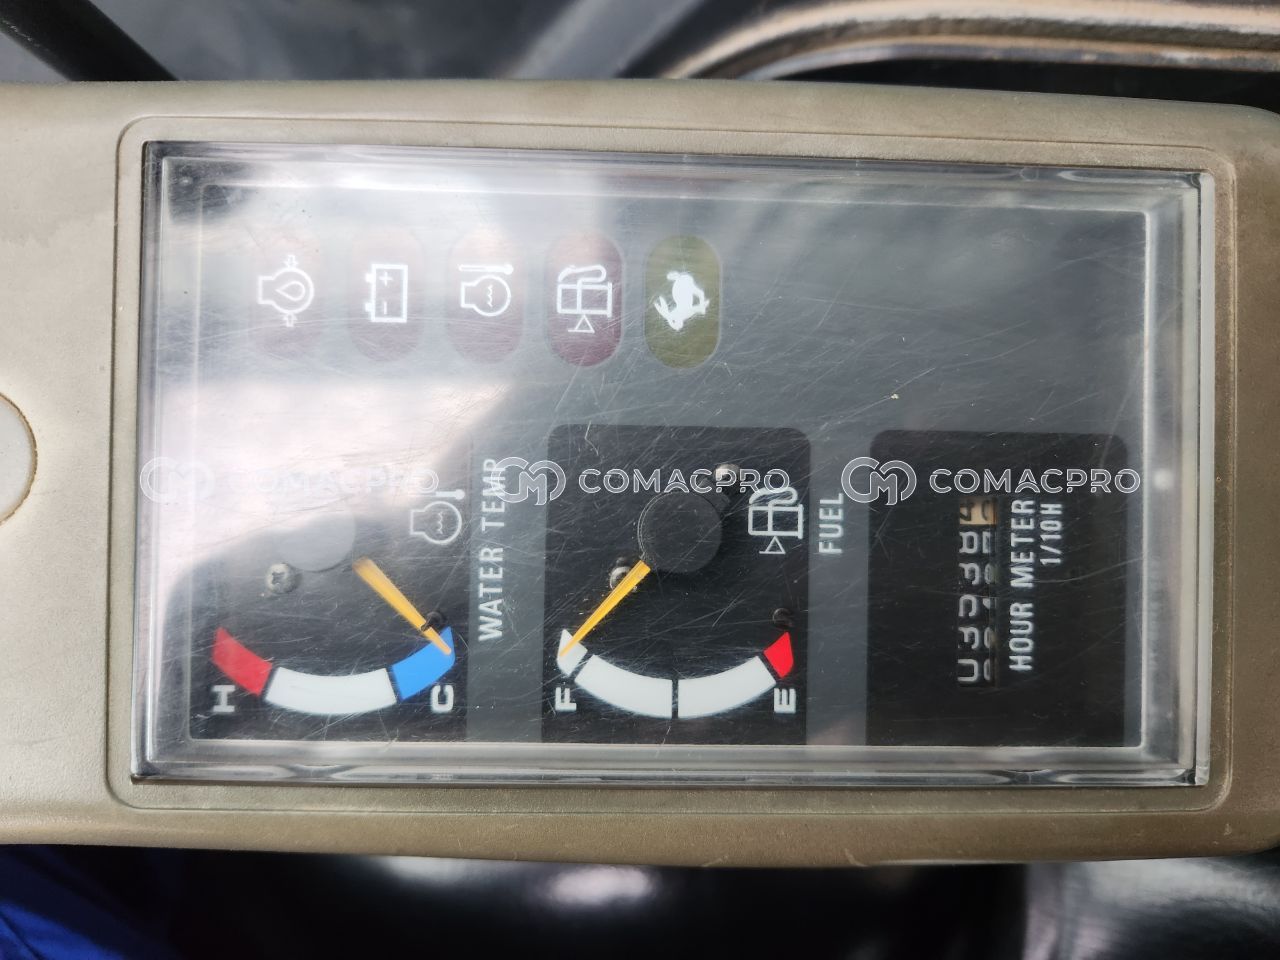 COMACPRO
COMACPRO
COMACPRO
H
C
WATER TEMP
F
E
FUEL
HOUR METER
1/10H